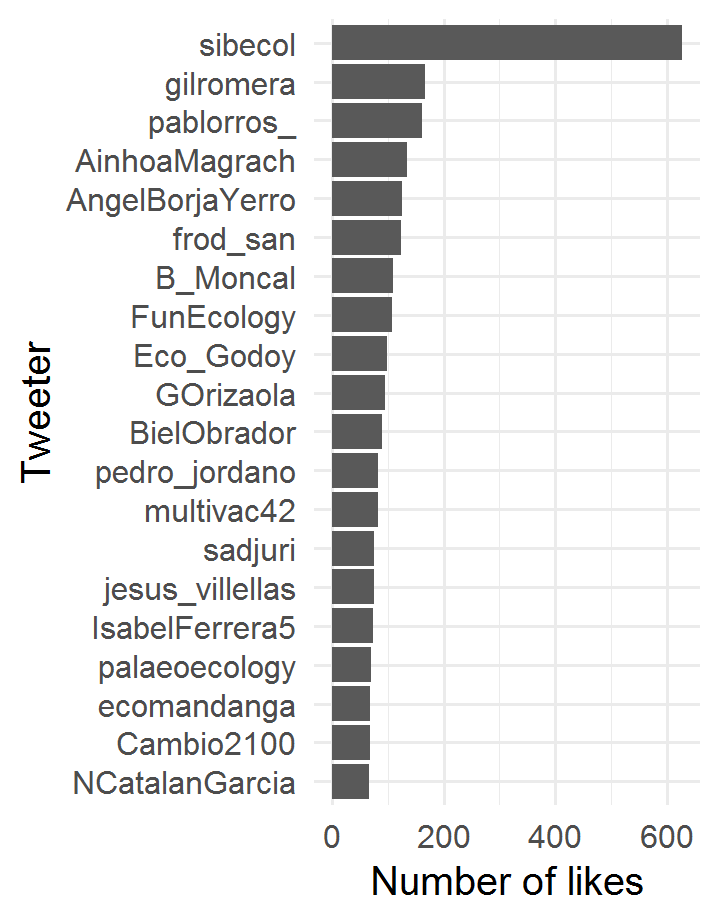 sibecol
gilromera
pablorros_
AinhoaMagrach
AngelBorjaYerro
frod_san
B_Moncal
FunEcology
Eco_Godoy
GOrizaola
BielObrador
pedro_jordano
multivac42
sadjuri
jesus_villellas
IsabelFerrera5
palaeoecology
ecomandanga
Cambio2100
NCatalanGarcia
Tweeter
0 200 400 600
Number of likes